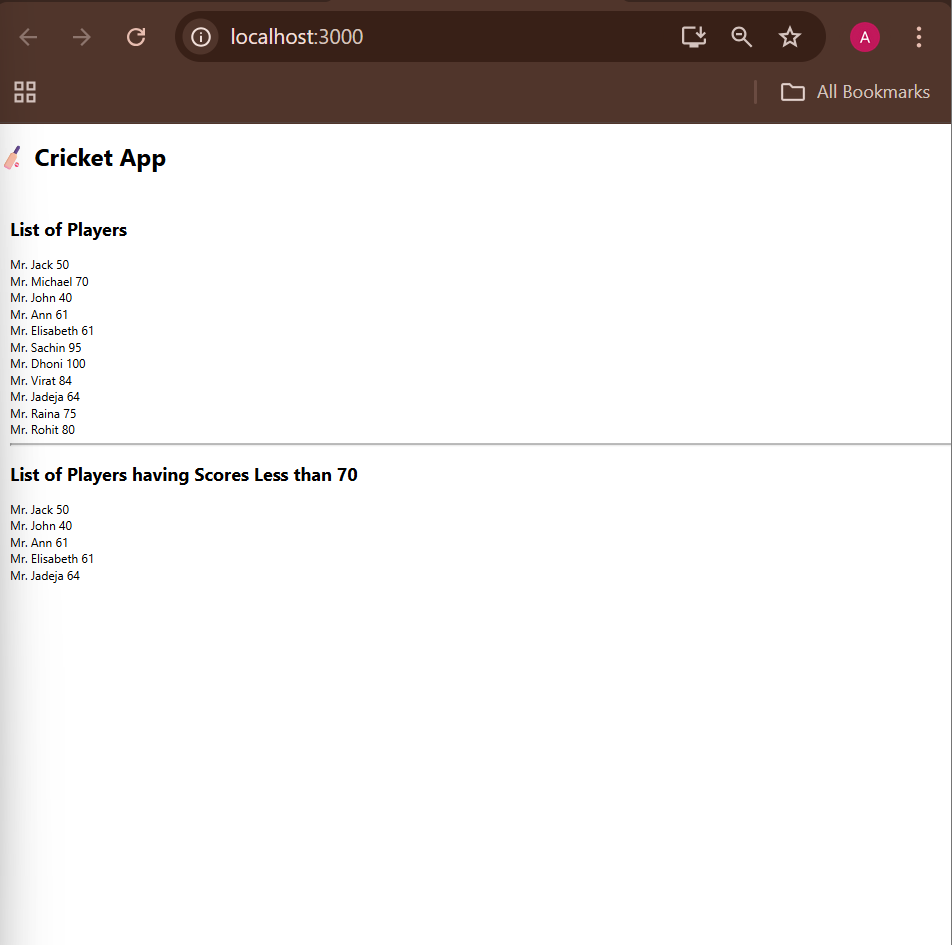 localhost:3000
A
All Bookmarks
🏏 Cricket App
List of Players
Mr. Jack 50
Mr. Michael 70
Mr. John 40
Mr. Ann 61
Mr. Elisabeth 61
Mr. Sachin 95
Mr. Dhoni 100
Mr. Virat 84
Mr. Jadeja 64
Mr. Raina 75
Mr. Rohit 80
List of Players having Scores Less than 70
Mr. Jack 50
Mr. John 40
Mr. Ann 61
Mr. Elisabeth 61
Mr. Jadeja 64